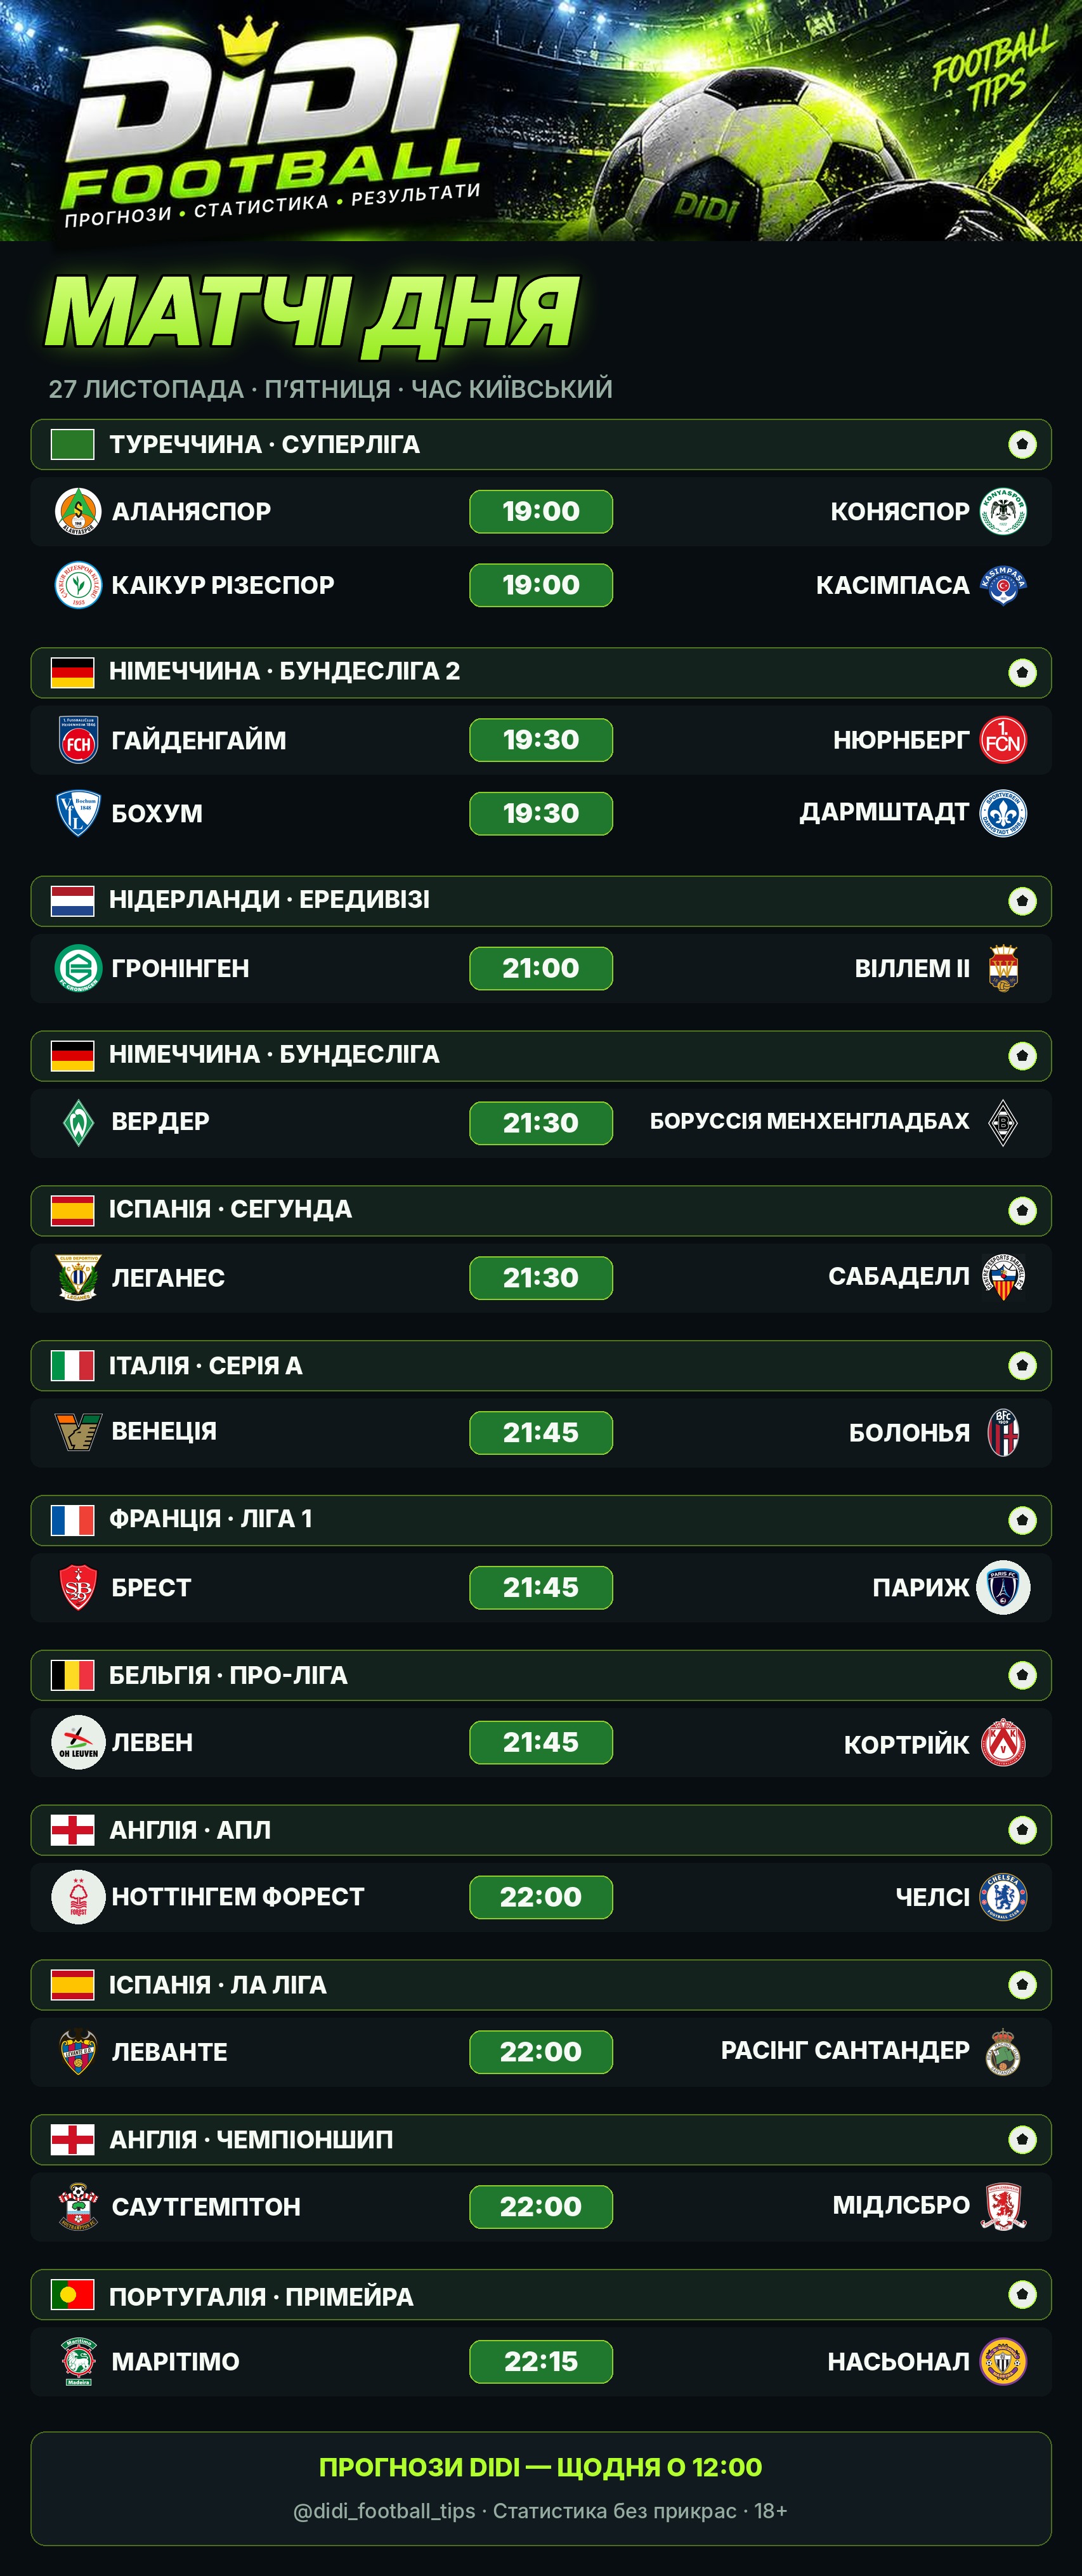 DiDi
FOOTBALL
ПРОГНОЗИ • СТАТИСТИКА • РЕЗУЛЬТАТИ
FOOTBALL
TIPS
DiDi
МАТЧІ ДНЯ
27 ЛИСТОПАДА · П’ЯТНИЦЯ · ЧАС КИЇВСЬКИЙ
ТУРЕЧЧИНА · СУПЕРЛІГА
АЛАНЯСПОР 19:00 КОНЯСПОР
КАІКУР РІЗЕСПОР 19:00 КАСІМПАСА
НІМЕЧЧИНА · БУНДЕСЛІГА 2
ГАЙДЕНГАЙМ 19:30 НЮРНБЕРГ
БОХУМ 19:30 ДАРМШТАДТ
НІДЕРЛАНДИ · ЕРЕДИВІЗІ
ГРОНІНГЕН 21:00 ВІЛЛЕМ II
НІМЕЧЧИНА · БУНДЕСЛІГА
ВЕРДЕР 21:30 БОРУССІЯ МЕНХЕНГЛАДБАХ
ІСПАНІЯ · СЕГУНДА
ЛЕГАНЕС 21:30 САБАДЕЛЛ
ІТАЛІЯ · СЕРІЯ А
ВЕНЕЦІЯ 21:45 БОЛОНЬЯ
ФРАНЦІЯ · ЛІГА 1
БРЕСТ 21:45 ПАРИЖ
БЕЛЬГІЯ · ПРО-ЛІГА
ЛЕВЕН 21:45 КОРТРІЙК
АНГЛІЯ · АПЛ
НОТТІНГЕМ ФОРЕСТ 22:00 ЧЕЛСІ
ІСПАНІЯ · ЛА ЛІГА
ЛЕВАНТЕ 22:00 РАСІНГ САНТАНДЕР
АНГЛІЯ · ЧЕМПІОНШИП
САУТГЕМПТОН 22:00 МІДЛСБРО
ПОРТУГАЛІЯ · ПРІМЕЙРА
МАРІТІМО 22:15 НАСЬОНАЛ
ПРОГНОЗИ DIDI — ЩОДНЯ О 12:00
@didi_football_tips · Статистика без прикрас · 18+